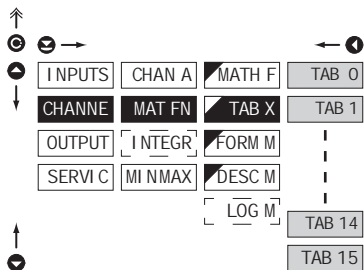 INPUTS CHAN A MATH F TAB 0
CHANNE MAT FN TAB X TAB 1
OUTPUT INTEGR FORM M
SERVIC MINMAX DESC M
LOG M TAB 14
TAB 15